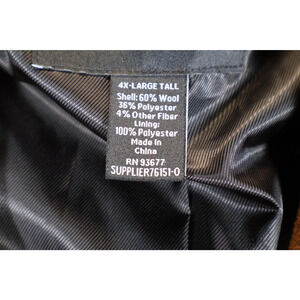 4X-LARGE TALL
Shell: 60% Wool
36% Polyester
4% Other Fiber
Lining:
100% Polyester
Made in
China
RN 93677
SUPPLIER76151-0